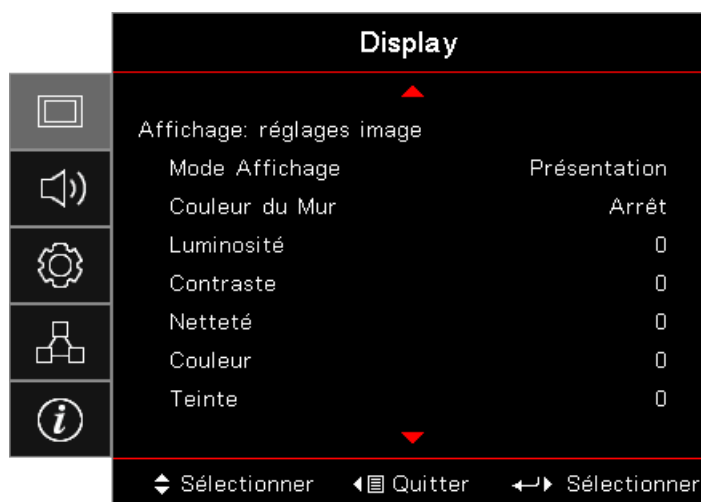 Display
Affichage: réglages image
Mode Affichage Présentation
Couleur du Mur Arrêt
Luminosité 0
Contraste 0
Netteté 0
Couleur 0
Teinte 0
Sélectionner Quitter Sélectionner